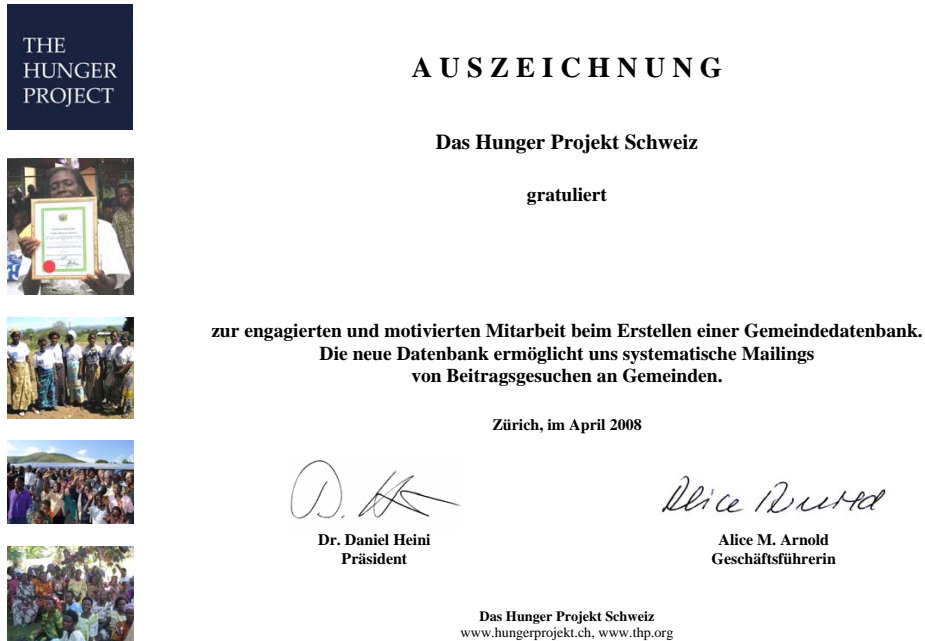 THE
HUNGER
PROJECT
A U S Z E I C H N U N G
Das Hunger Projekt Schweiz
gratuliert
zur engagierten und motivierten Mitarbeit beim Erstellen einer Gemeindedatenbank.
Die neue Datenbank ermöglicht uns systematische Mailings
von Beitragsgesuchen an Gemeinden.
Zürich, im April 2008
Dr. Daniel Heini
Präsident
Alice M. Arnold
Geschäftsführerin
Das Hunger Projekt Schweiz
www.hungerprojekt.ch, www.thp.org